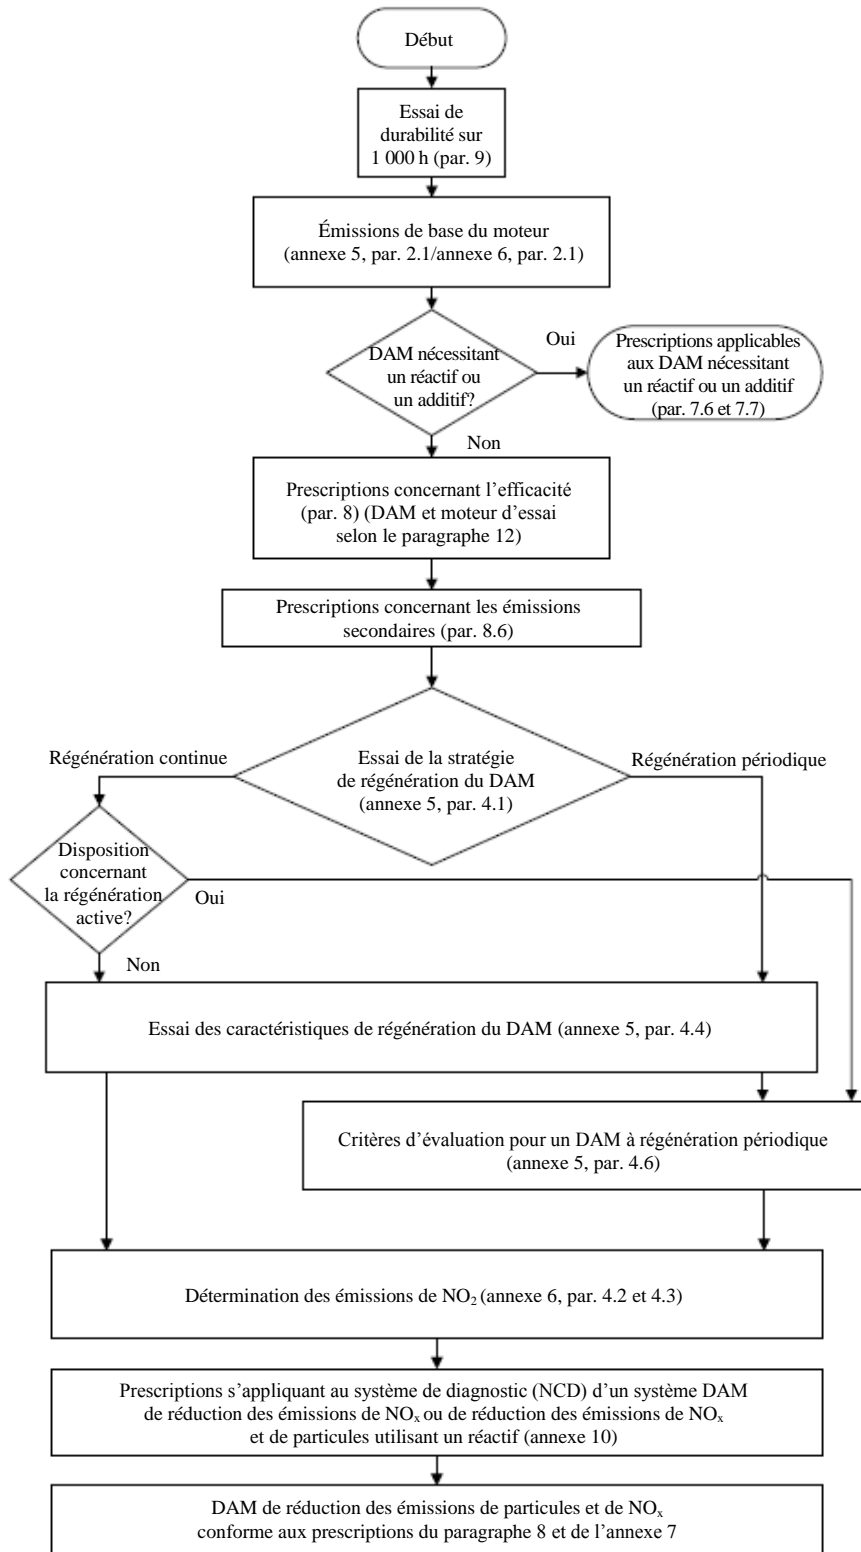 Début
Essai de
durabilité sur
1 000 h (par. 9)
Émissions de base du moteur
(annexe 5, par. 2.1/annexe 6, par. 2.1)
DAM nécessitant
un réactif ou
un additif?
Oui
Prescriptions applicables
aux DAM nécessitant
un réactif ou un additif
(par. 7.6 et 7.7)
Non
Prescriptions concernant l’efficacité
(par. 8) (DAM et moteur d’essai
selon le paragraphe 12)
Prescriptions concernant les émissions
secondaires (par. 8.6)
Régénération continue
Essai de la stratégie
de régénération du DAM
(annexe 5, par. 4.1)
Régénération périodique
Disposition
concernant
la régénération
active?
Oui
Non
Essai des caractéristiques de régénération du DAM (annexe 5, par. 4.4)
Critères d’évaluation pour un DAM à régénération périodique
(annexe 5, par. 4.6)
Détermination des émissions de NO₂ (annexe 6, par. 4.2 et 4.3)
Prescriptions s’appliquant au système de diagnostic (NCD) d’un système DAM
de réduction des émissions de NOₓ ou de réduction des émissions de NOₓ
et de particules utilisant un réactif (annexe 10)
DAM de réduction des émissions de particules et de NOₓ
conforme aux prescriptions du paragraphe 8 et de l’annexe 7